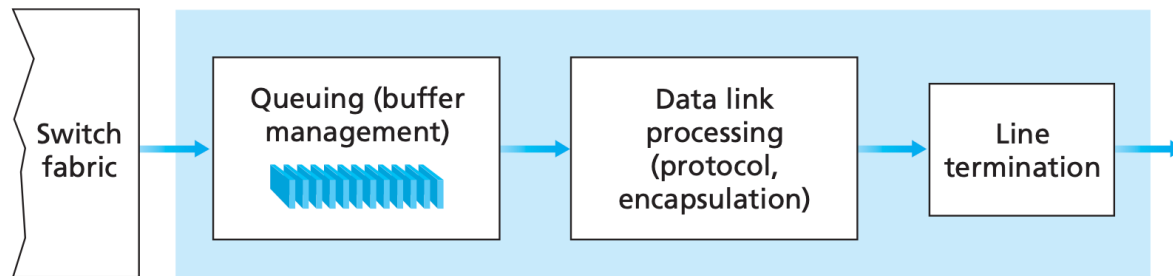 Switch
fabric
Queuing (buffer
management)
Data link
processing
(protocol,
encapsulation)
Line
termination